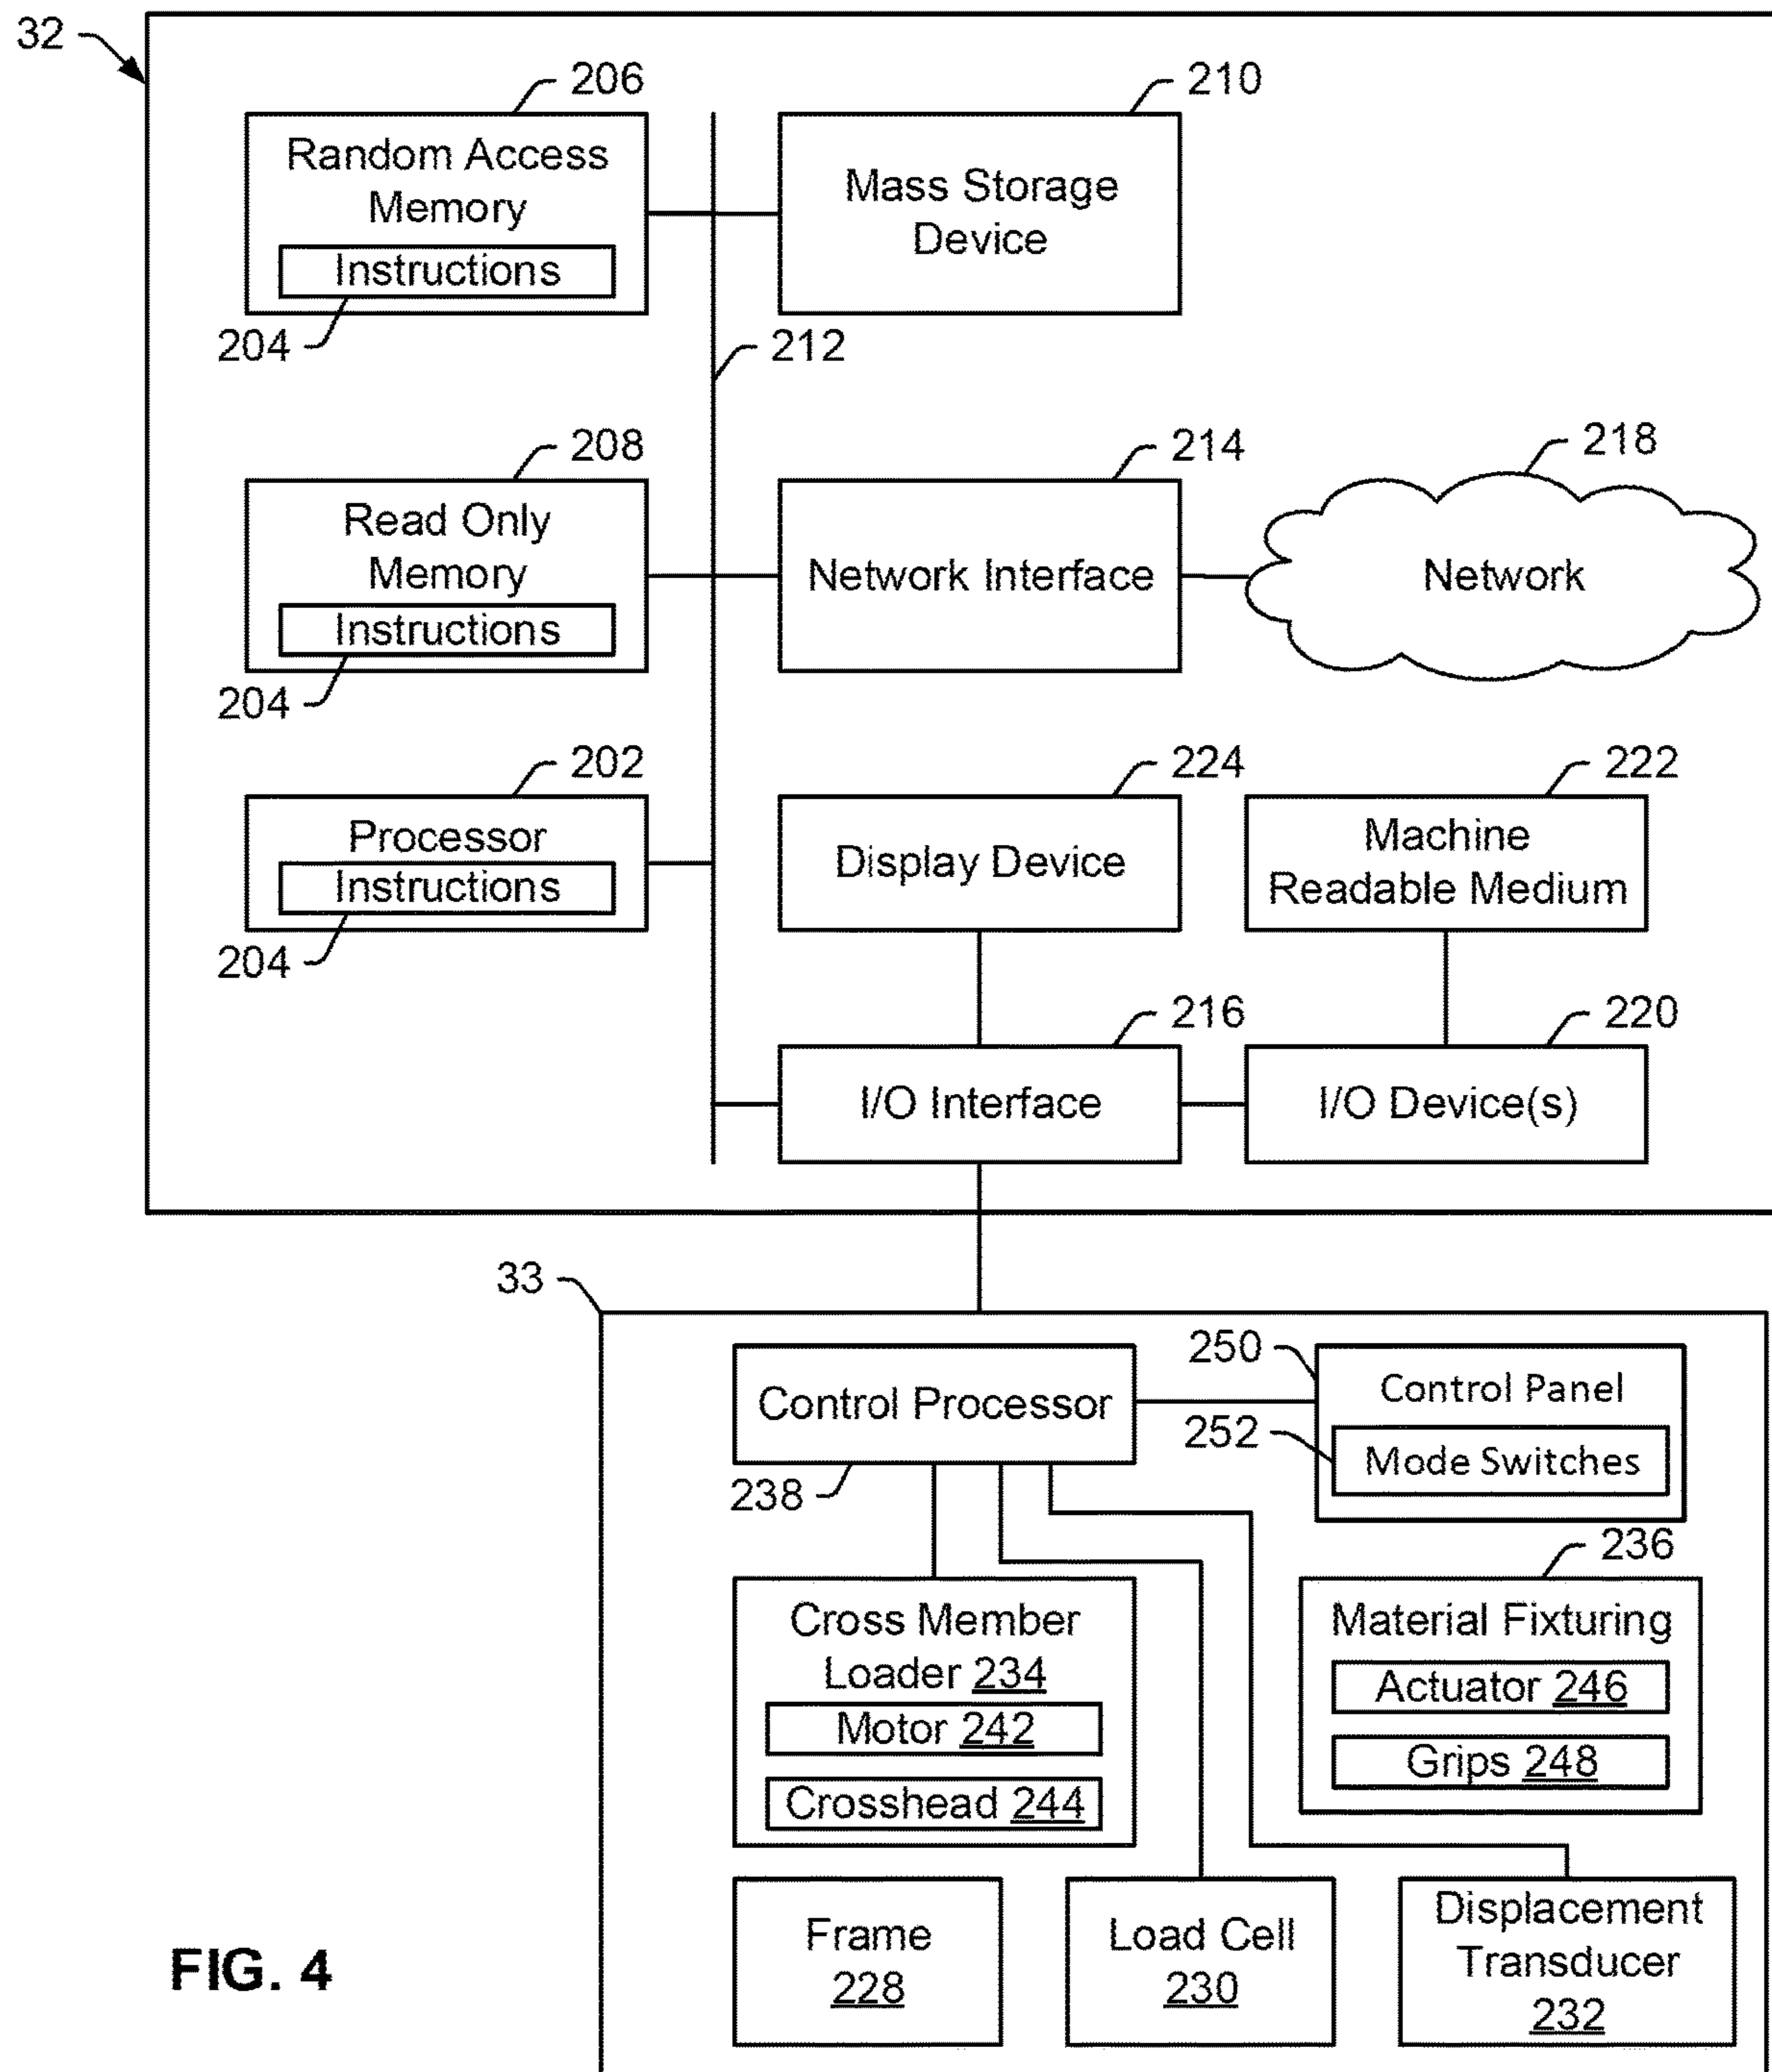 32
206
210
Random Access
Memory
Instructions
Mass Storage
Device
204
212
208
214
218
Read Only
Memory
Instructions
Network Interface
Network
204
202
224
222
Processor
Instructions
Display Device
Machine
Readable Medium
204
216
220
I/O Interface
I/O Device(s)
33
Control Processor
250
Control Panel
252
Mode Switches
238
236
Cross Member
Loader 234
Motor 242
Crosshead 244
Material Fixturing
Actuator 246
Grips 248
Frame
228
Load Cell
230
Displacement
Transducer
232
FIG. 4